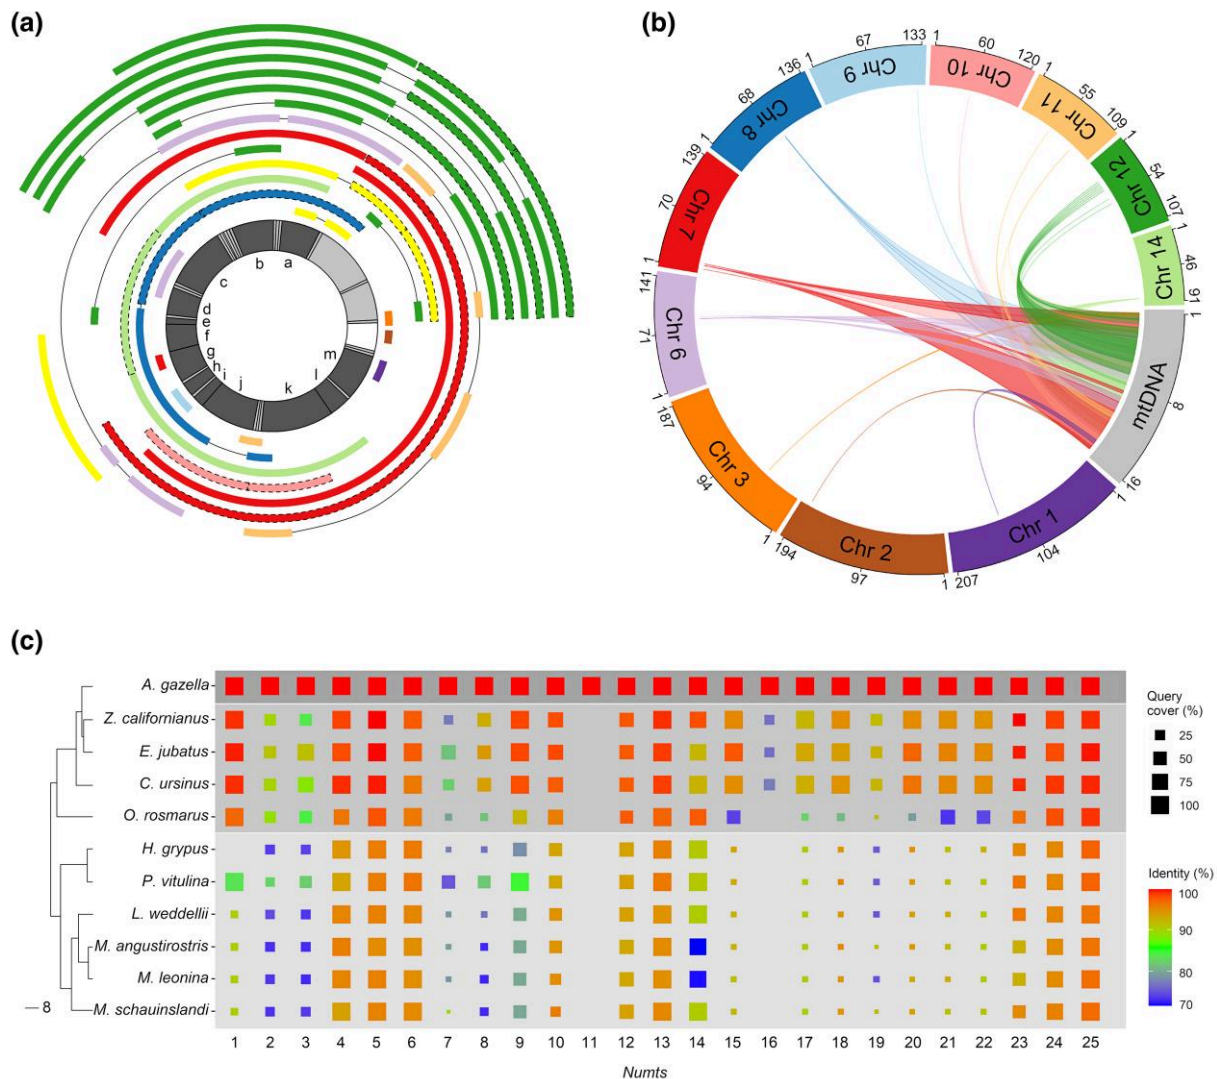 (a)
a
b
c
d
e
f
g
h
i
j
k
l
m
(b)
Chr 9
1
67
133
Chr 10
1
60
120
Chr 11
1
55
109
Chr 12
1
54
107
Chr 14
1
46
91
mtDNA
1
8
16
Chr 1
1
104
207
Chr 2
1
97
194
Chr 3
1
94
187
Chr 6
1
71
141
Chr 7
1
70
139
Chr 8
1
68
136
(c)
A. gazella
Z. californianus
E. jubatus
C. ursinus
O. rosmarus
H. grypus
P. vitulina
L. weddellii
M. angustirostris
M. leonina
M. schauinslandi
8
1 2 3 4 5 6 7 8 9 10 11 12 13 14 15 16 17 18 19 20 21 22 23 24 25
Numts
Query
cover (%)
25
50
75
100
Identity (%)
100
90
80
70